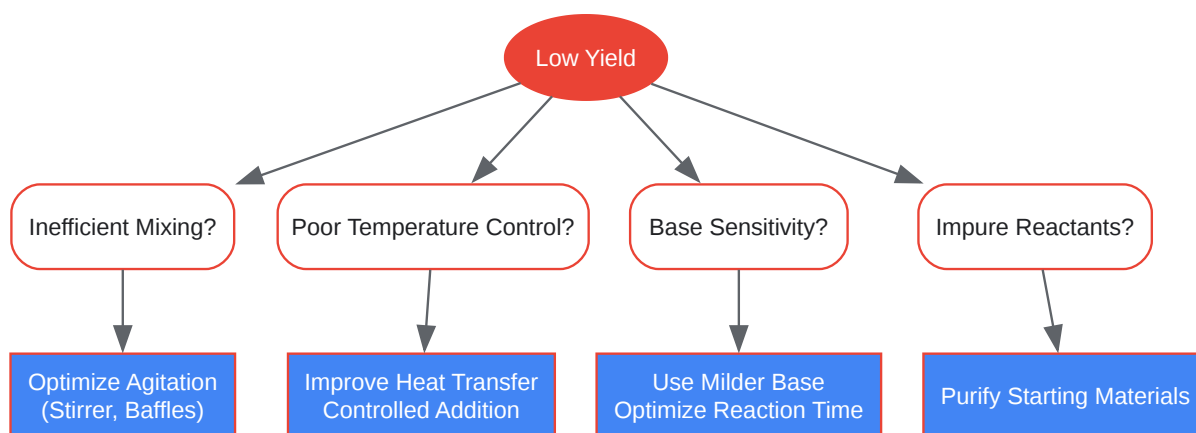 Low Yield
Inefficient Mixing?
Poor Temperature Control?
Base Sensitivity?
Impure Reactants?
Optimize Agitation
(Stirrer, Baffles)
Improve Heat Transfer
Controlled Addition
Use Milder Base
Optimize Reaction Time
Purify Starting Materials